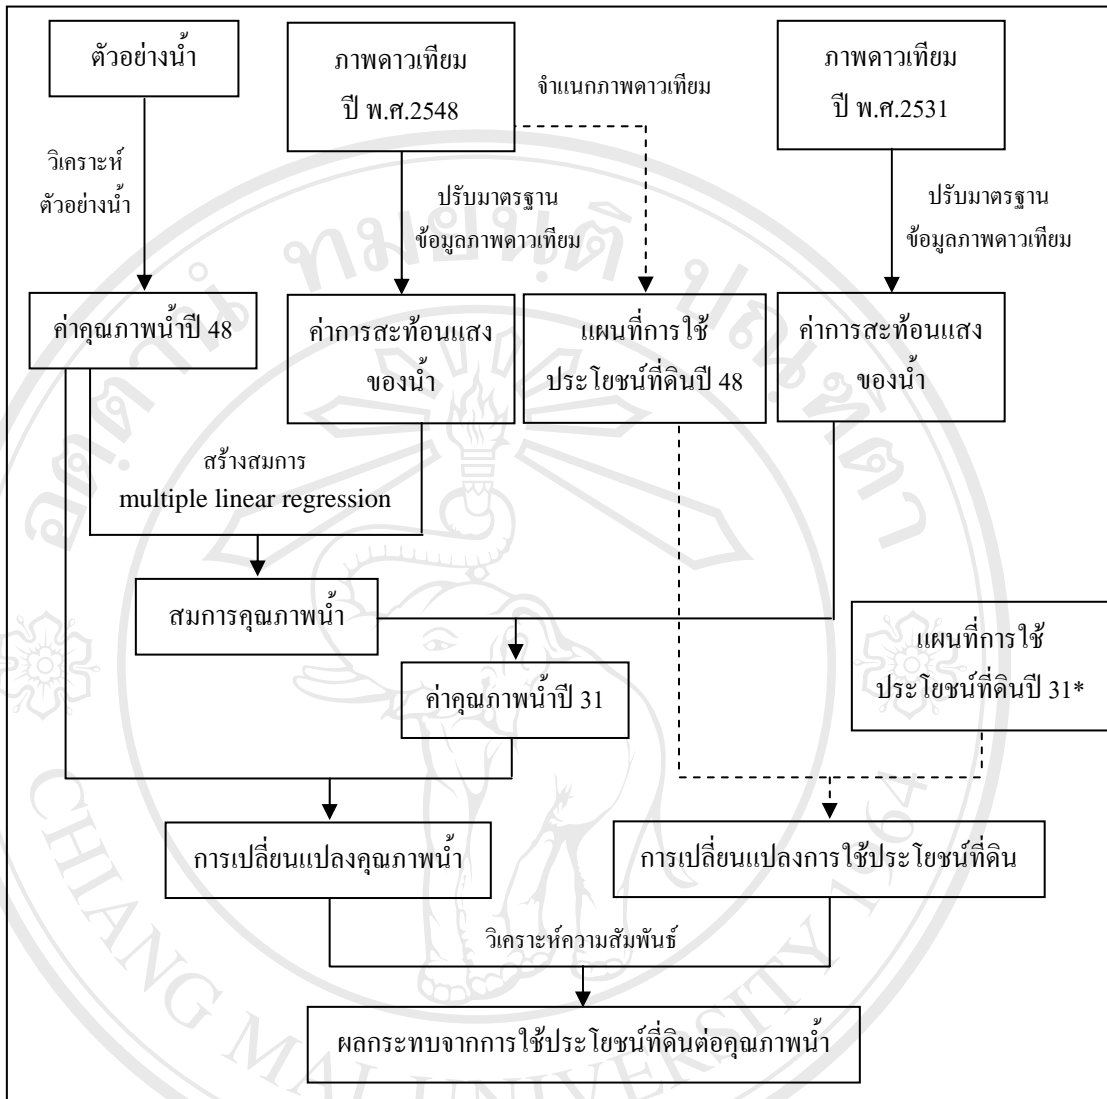 ตัวอย่างน้ำ
ภาพดาวเทียม
ปี พ.ศ.2548
จำแนกภาพดาวเทียม
ภาพดาวเทียม
ปี พ.ศ.2531
วิเคราะห์
ตัวอย่างน้ำ
ปรับมาตรฐาน
ข้อมูลภาพดาวเทียม
ปรับมาตรฐาน
ข้อมูลภาพดาวเทียม
ค่าคุณภาพน้ำปี 48
ค่าการสะท้อนแสง
ของน้ำ
แผนที่การใช้
ประโยชน์ที่ดินปี 48
ค่าการสะท้อนแสง
ของน้ำ
สร้างสมการ
multiple linear regression
สมการคุณภาพน้ำ
แผนที่การใช้
ประโยชน์ที่ดินปี 31*
ค่าคุณภาพน้ำปี 31
การเปลี่ยนแปลงคุณภาพน้ำ
การเปลี่ยนแปลงการใช้ประโยชน์ที่ดิน
วิเคราะห์ความสัมพันธ์
ผลกระทบจากการใช้ประโยชน์ที่ดินต่อคุณภาพน้ำ
CHIANG MAI UNIVERSITY 1964